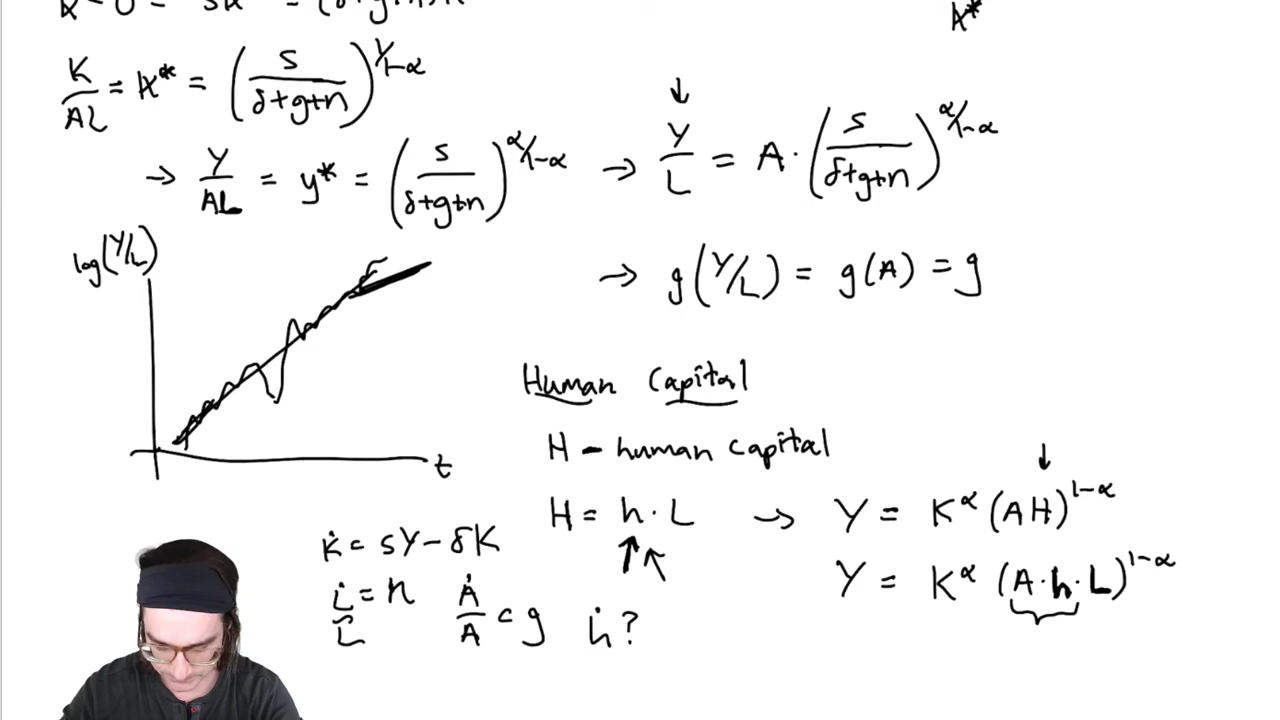 K/AL = k* = (s/(δ+g+n))^(1/1-α)
→ Y/AL = y* = (s/(δ+g+n))^(α/1-α) → Y/L = A · (s/(δ+g+n))^(α/1-α)
log(Y/L)
→ g(Y/L) = g(A) = g
t
Human Capital
H - human capital
H = h · L → Y = K^α (AH)^(1-α)
Y = K^α (A·h·L)^(1-α)
K̇ = sY - δK
L̇/L = n Ȧ/A = g ḣ?